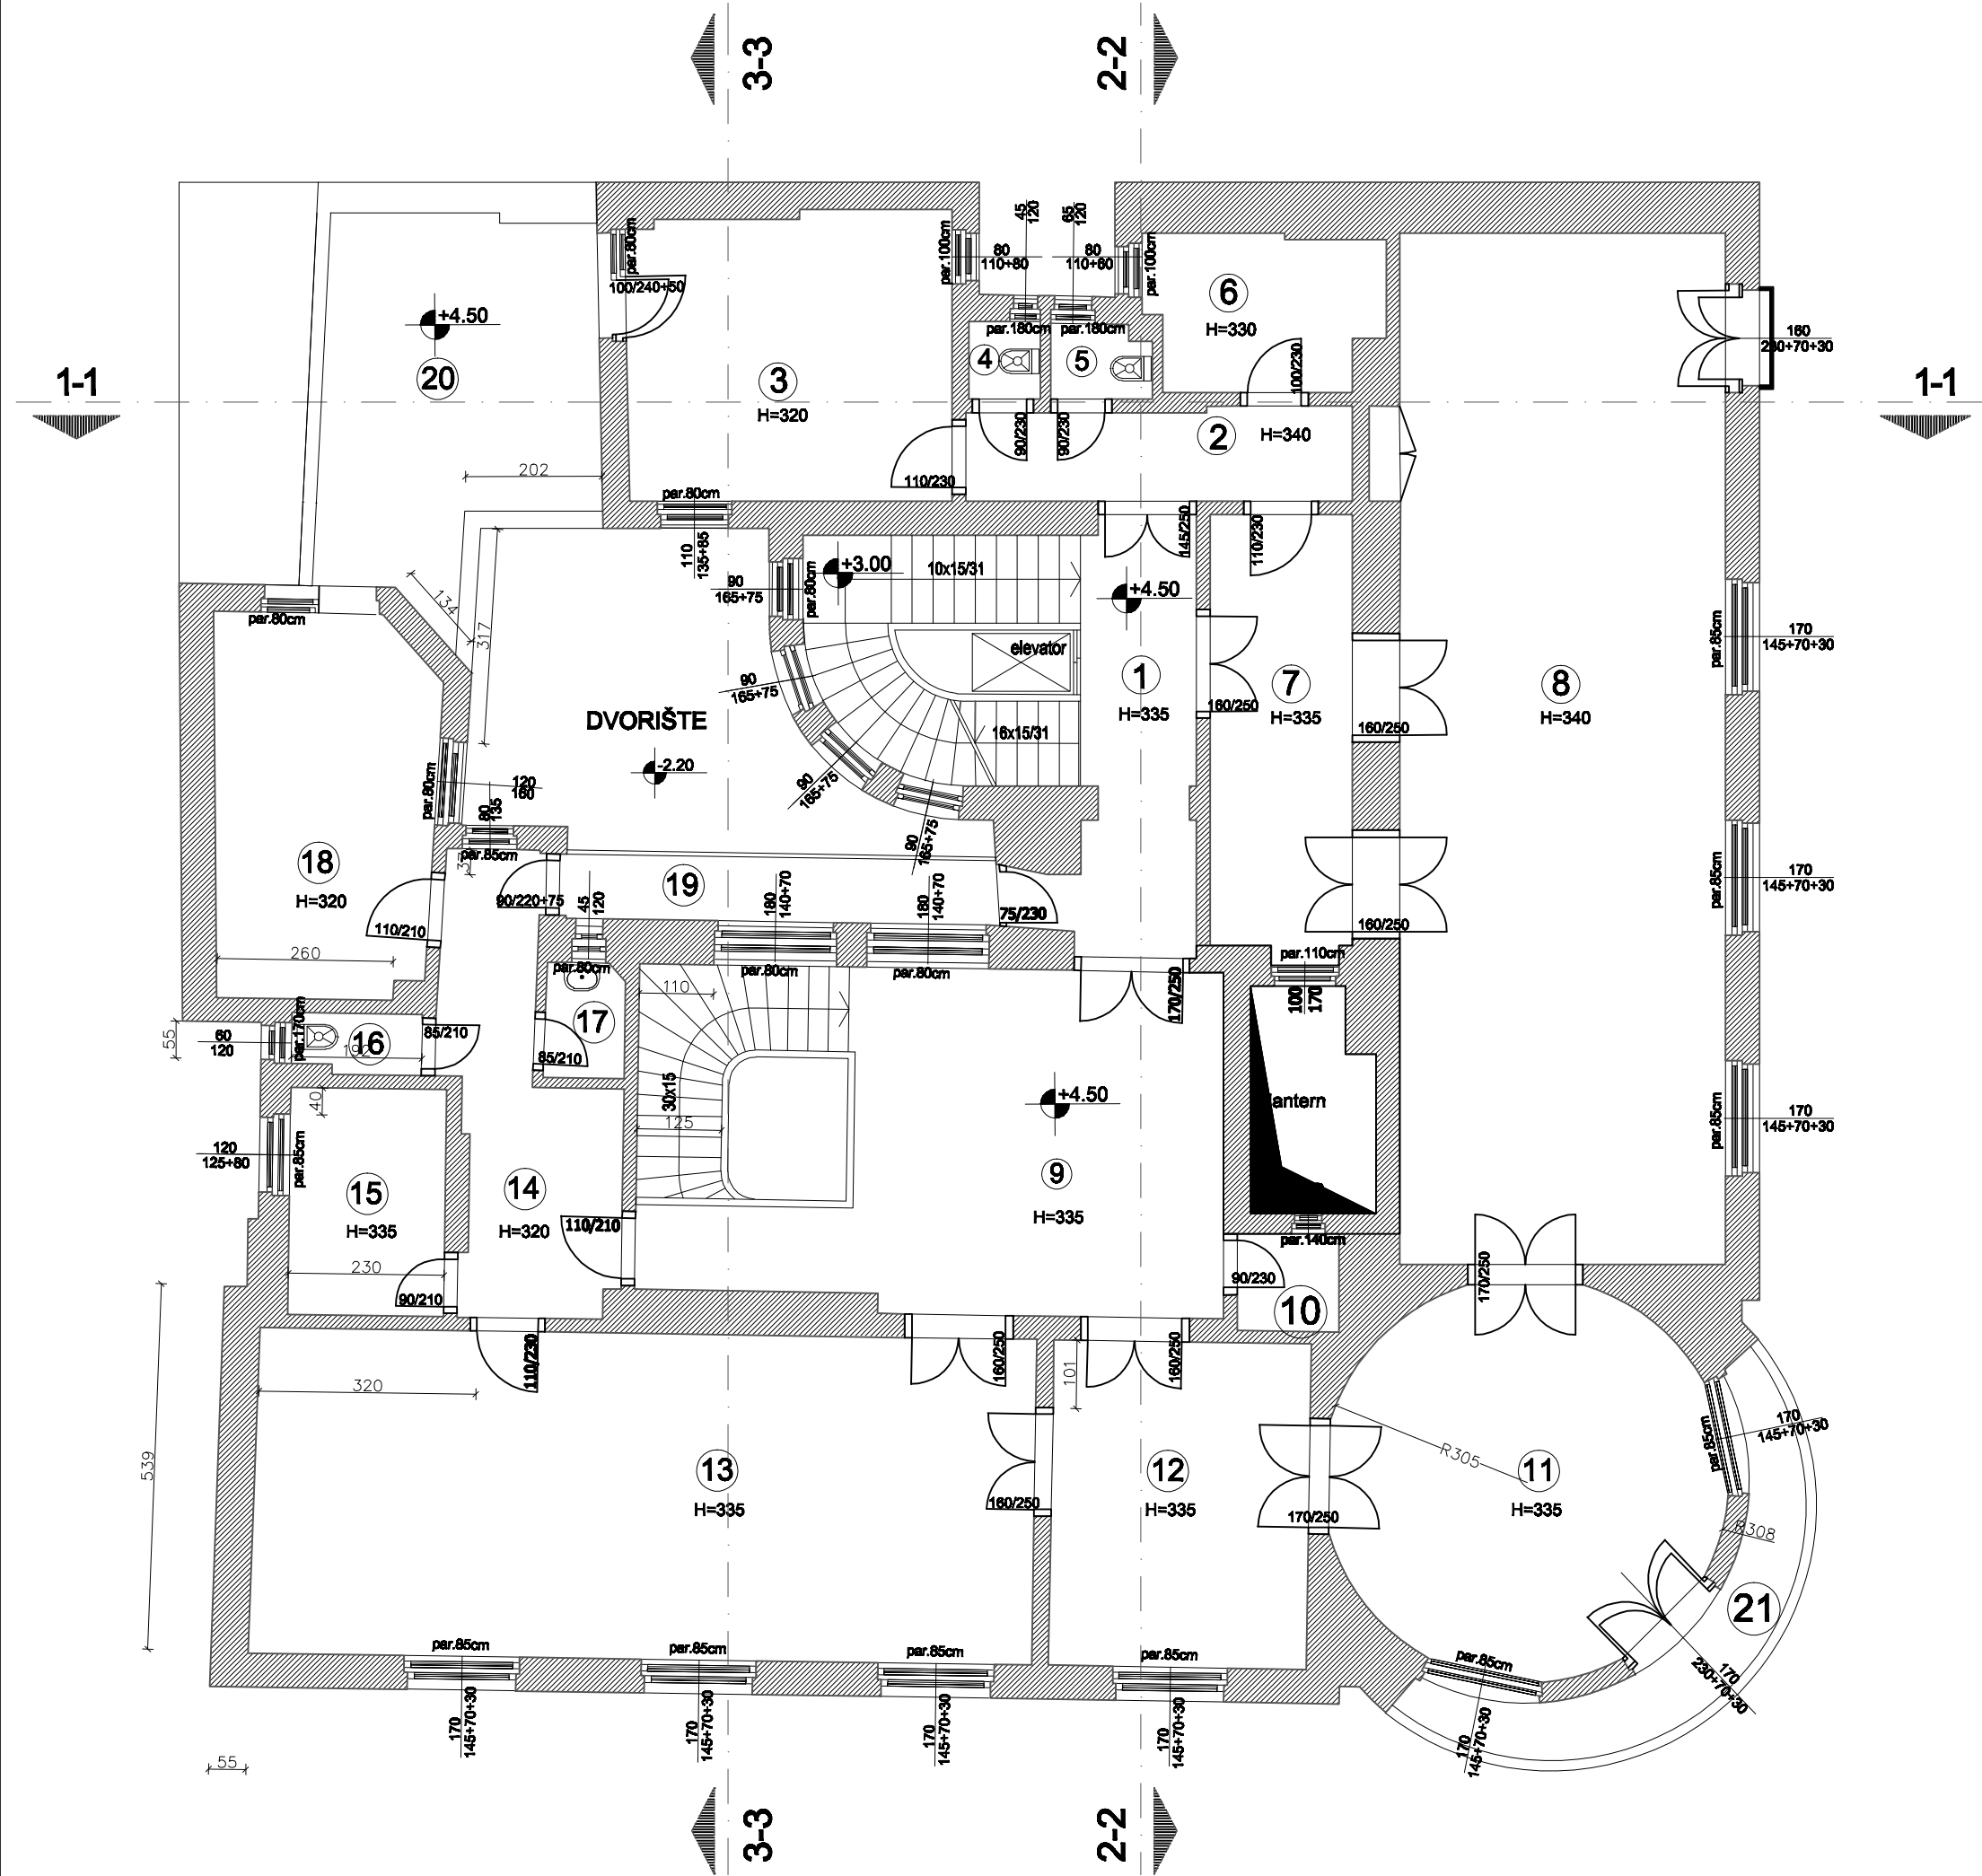 3-3
2-2
45
120
65
120
par.80cm
par.100cm
80
110+80
80
110+60
par.100cm
100/240+50
6
H=330
+4.50
par.180cm
par.180cm
160
230+70+30
4
5
1-1
20
3
H=320
100/230
1-1
90/230
90/230
2
H=340
202
110/230
par.80cm
145/250
110/230
110
135+85
90
165+75
par.80cm
+3.00
10x15/31
+4.50
134
par.80cm
317
par.85cm
170
145+70+30
elevator
1
H=335
7
H=335
8
H=340
90
165+75
160/250
160/250
DVORIŠTE
16x15/31
-2.20
par.80cm
120
160
80
135
90
165+75
90
165+75
par.85cm
37
18
H=320
19
par.85cm
170
145+70+30
90/220+75
45
120
180
140+70
180
140+70
75/230
160/250
110/210
260
par.80cm
par.80cm
par.80cm
par.110cm
110
170/250
100
170
par.170cm
55
60
120
16
192
85/210
17
85/210
30x15
125
+4.50
lantern
par.85cm
170
145+70+30
40
120
125+80
par.85cm
15
H=335
14
H=320
110/210
9
H=335
par.140cm
230
90/210
90/230
10
170/250
110/230
160/250
160/250
101
320
539
13
H=335
160/250
12
H=335
170/250
R305
11
H=335
par.85cm
170
145+70+30
R308
21
par.85cm
par.85cm
par.85cm
par.85cm
par.85cm
170
230+70+30
170
145+70+30
170
145+70+30
170
145+70+30
170
145+70+30
170
145+70+30
55
3-3
2-2